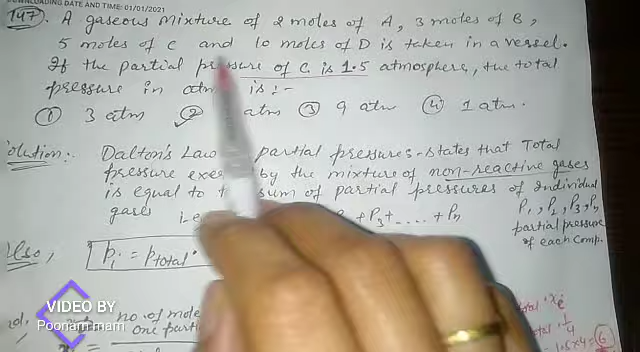 DOWNLOADING DATE AND TIME: 01/01/2021
147. A gaseous mixture of 2 moles of A, 3 moles of B,
5 moles of C and 10 moles of D is taken in a vessel.
If the partial pressure of C is 1.5 atmosphere, the total
pressure in atm is :-
① 3 atm ② atm ③ 9 atm ④ 1 atm.
Solution:. Dalton's Law partial pressure - states that Total
pressure by the mixture of non-reactive gases
is equal to sum of partial pressures of Individual
gases P3 + ..... + Pn P1, P2, P3, Pn
partial pressure
of each comp.
Also, Pi = Ptotal.
VIDEO BY
Poonam mam
no. of mole
one parti
1/4
1.5x4 = 6